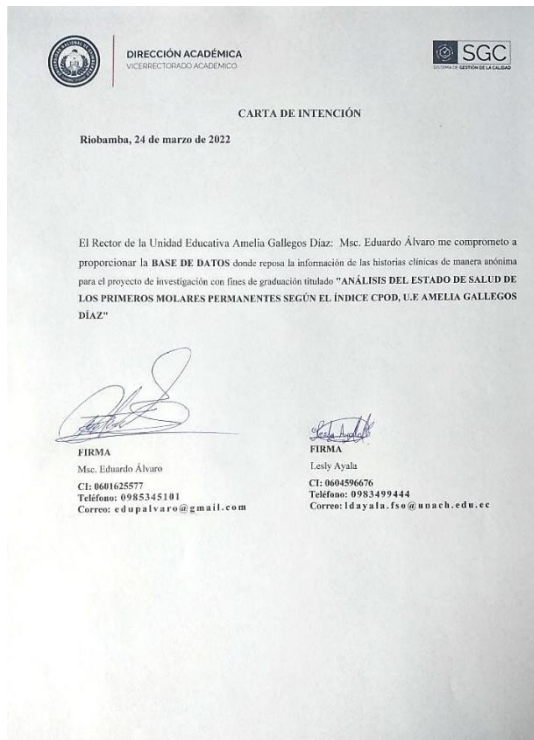 DIRECCIÓN ACADÉMICA
VICERRECTORADO ACADÉMICO
SGC
SISTEMA DE GESTIÓN DE LA CALIDAD
CARTA DE INTENCIÓN
Riobamba, 24 de marzo de 2022
El Rector de la Unidad Educativa Amelia Gallegos Díaz: Msc. Eduardo Álvaro me comprometo a
proporcionar la BASE DE DATOS donde reposa la información de las historias clínicas de manera anónima
para el proyecto de investigación con fines de graduación titulado "ANÁLISIS DEL ESTADO DE SALUD DE
LOS PRIMEROS MOLARES PERMANENTES SEGÚN EL ÍNDICE CPOD, U.E AMELIA GALLEGOS
DÍAZ"
Lesly Ayala
FIRMA
Msc. Eduardo Álvaro
CI: 0601625577
Teléfono: 0985345101
Correo: edupalvaro@gmail.com
FIRMA
Lesly Ayala
CI: 0604596676
Teléfono: 0983499444
Correo: ldayala.fso@unach.edu.ec